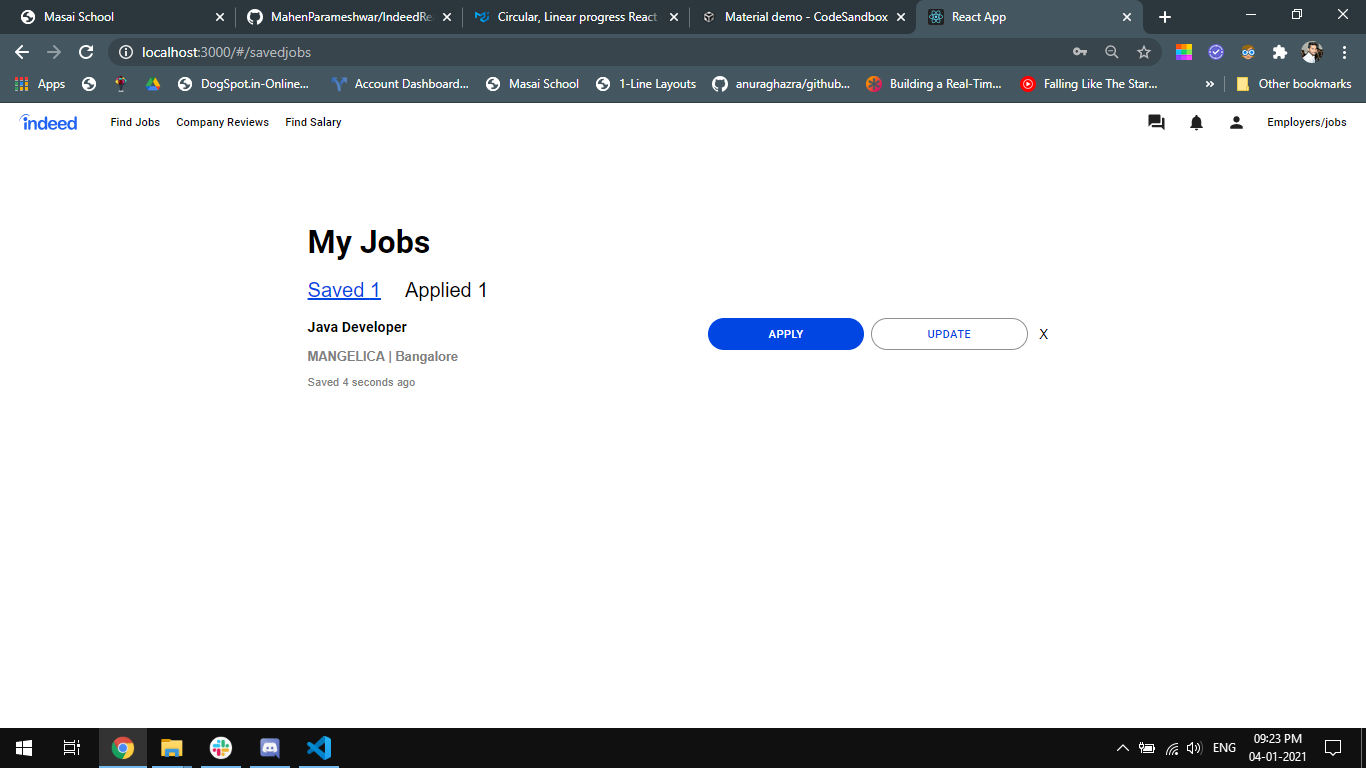 Masai School
MahenParameshwar/IndeedRe
Circular, Linear progress React
Material demo - CodeSandbox
React App
localhost:3000/#/savedjobs
Apps
DogSpot.in-Online...
Account Dashboard...
Masai School
1-Line Layouts
anuraghazra/github...
Building a Real-Tim...
Falling Like The Star...
»
Other bookmarks
indeed
Find Jobs
Company Reviews
Find Salary
Employers/jobs
My Jobs
Saved 1
Applied 1
Java Developer
APPLY
UPDATE
X
MANGELICA | Bangalore
Saved 4 seconds ago
ENG
09:23 PM
04-01-2021